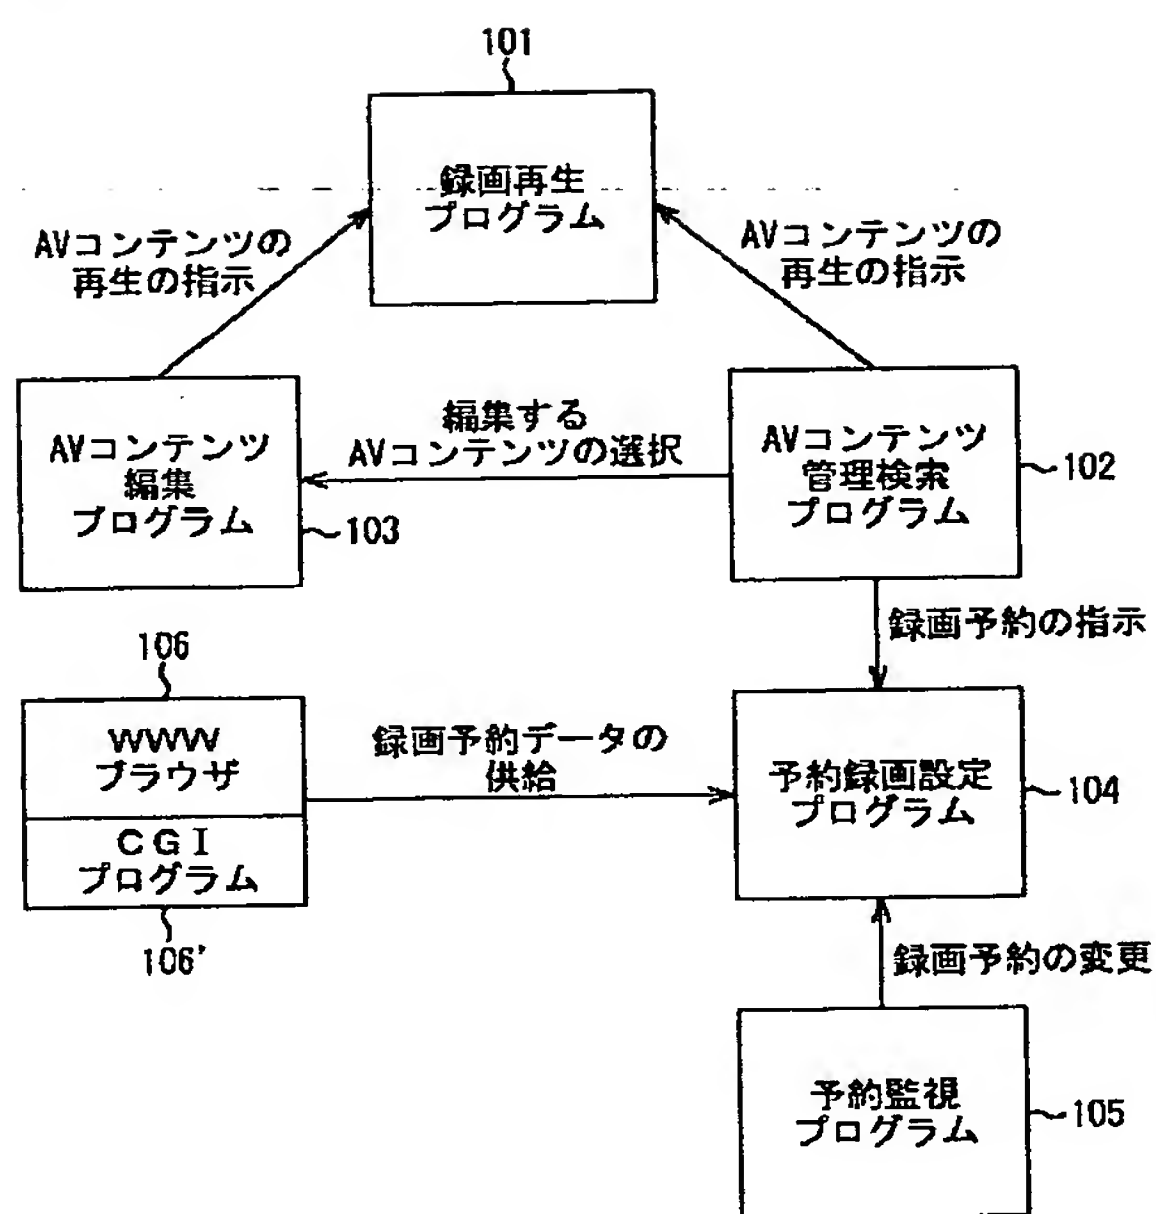 101
録画再生
プログラム
AVコンテンツの
再生の指示
AVコンテンツの
再生の指示
AVコンテンツ
編集
プログラム
103
編集する
AVコンテンツの選択
AVコンテンツ
管理検索
プログラム
102
録画予約の指示
106
WWW
ブラウザ
CGI
プログラム
106'
録画予約データの
供給
予約録画設定
プログラム
104
録画予約の変更
予約監視
プログラム
105